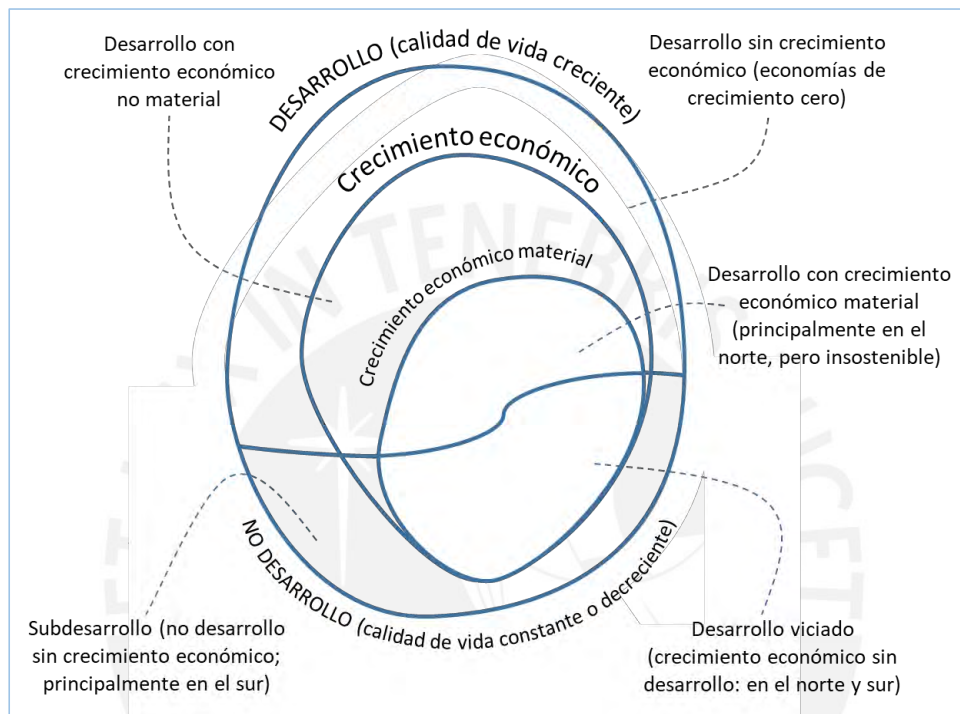 Desarrollo con
crecimiento económico
no material
DESARROLLO (calidad de vida creciente)
Desarrollo sin crecimiento
económico (economías de
crecimiento cero)
Crecimiento económico
Crecimiento económico material
Desarrollo con crecimiento
económico material
(principalmente en el
norte, pero insostenible)
NO DESARROLLO (calidad de vida constante o decreciente)
Subdesarrollo (no desarrollo
sin crecimiento económico;
principalmente en el sur)
Desarrollo viciado
(crecimiento económico sin
desarrollo: en el norte y sur)
IN TENEBRIS